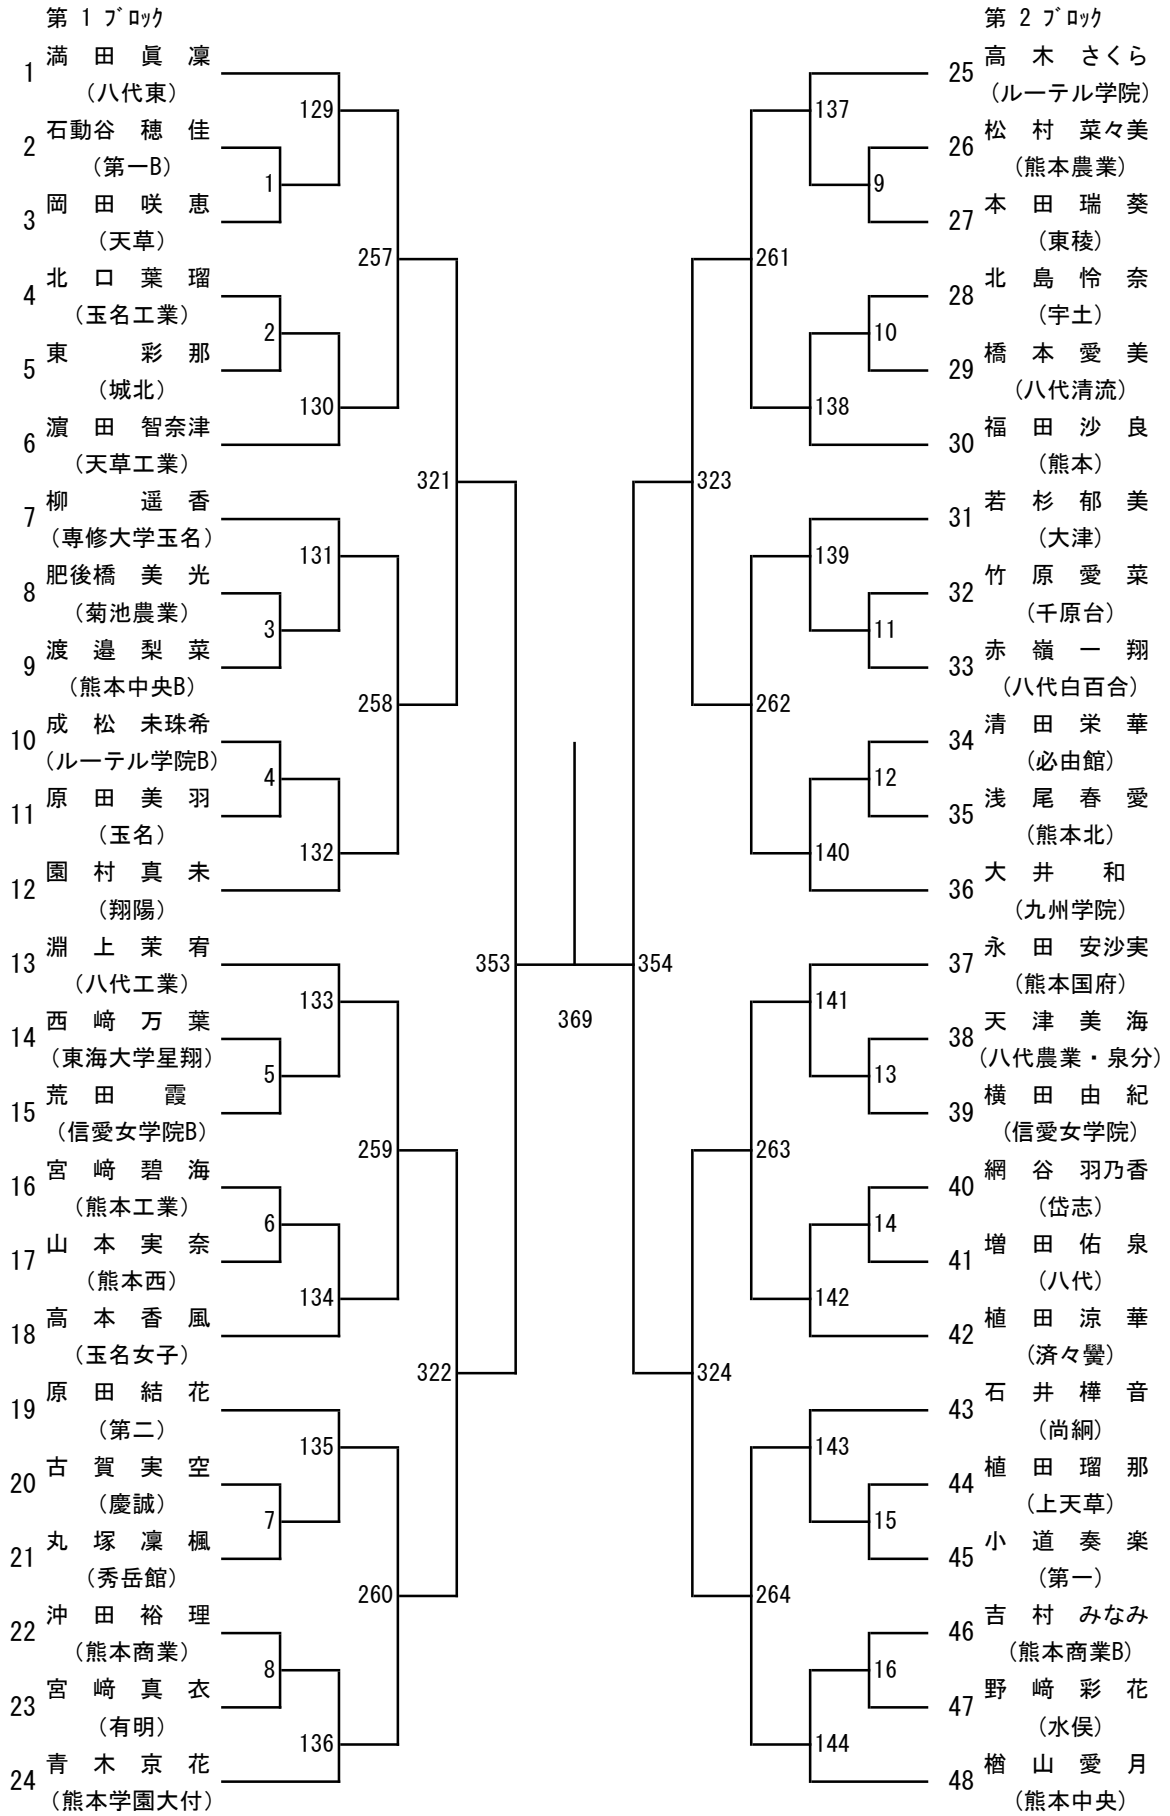 第 1 ﾌﾞﾛｯｸ
1 満 田 眞 凜
（八代東）
129
2 石動谷 穂 佳
（第一B）
1
3 岡 田 咲 恵
（天草）
257
4 北 口 葉 瑠
（玉名工業）
2
5 東 彩 那
（城北）
130
6 濵 田 智奈津
（天草工業）
321
7 柳 遥 香
（専修大学玉名）
131
8 肥後橋 美 光
（菊池農業）
3
9 渡 邉 梨 菜
（熊本中央B）
258
10 成 松 未珠希
（ルーテル学院B）
4
11 原 田 美 羽
（玉名）
132
12 園 村 真 未
（翔陽）
353
13 淵 上 茉 宥
（八代工業）
133
14 西 﨑 万 葉
（東海大学星翔）
5
15 荒 田 霞
（信愛女学院B）
259
16 宮 﨑 碧 海
（熊本工業）
6
17 山 本 実 奈
（熊本西）
134
18 高 本 香 風
（玉名女子）
322
19 原 田 結 花
（第二）
135
20 古 賀 実 空
（慶誠）
7
21 丸 塚 凜 楓
（秀岳館）
260
22 沖 田 裕 理
（熊本商業）
8
23 宮 﨑 真 衣
（有明）
136
24 青 木 京 花
（熊本学園大付）
369
第 2 ﾌﾞﾛｯｸ
25 高 木 さくら
（ルーテル学院）
137
26 松 村 菜々美
（熊本農業）
9
27 本 田 瑞 葵
（東稜）
261
28 北 島 怜 奈
（宇土）
10
29 橋 本 愛 美
（八代清流）
138
30 福 田 沙 良
（熊本）
323
31 若 杉 郁 美
（大津）
139
32 竹 原 愛 菜
（千原台）
11
33 赤 嶺 一 翔
（八代白百合）
262
34 清 田 栄 華
（必由館）
12
35 浅 尾 春 愛
（熊本北）
140
36 大 井 和
（九州学院）
354
37 永 田 安沙実
（熊本国府）
141
38 天 津 美 海
（八代農業・泉分）
13
39 横 田 由 紀
（信愛女学院）
263
40 網 谷 羽乃香
（岱志）
14
41 増 田 佑 泉
（八代）
142
42 植 田 涼 華
（済々黌）
324
43 石 井 樺 音
（尚絅）
143
44 植 田 瑠 那
（上天草）
15
45 小 道 奏 楽
（第一）
264
46 吉 村 みなみ
（熊本商業B）
16
47 野 﨑 彩 花
（水俣）
144
48 楢 山 愛 月
（熊本中央）